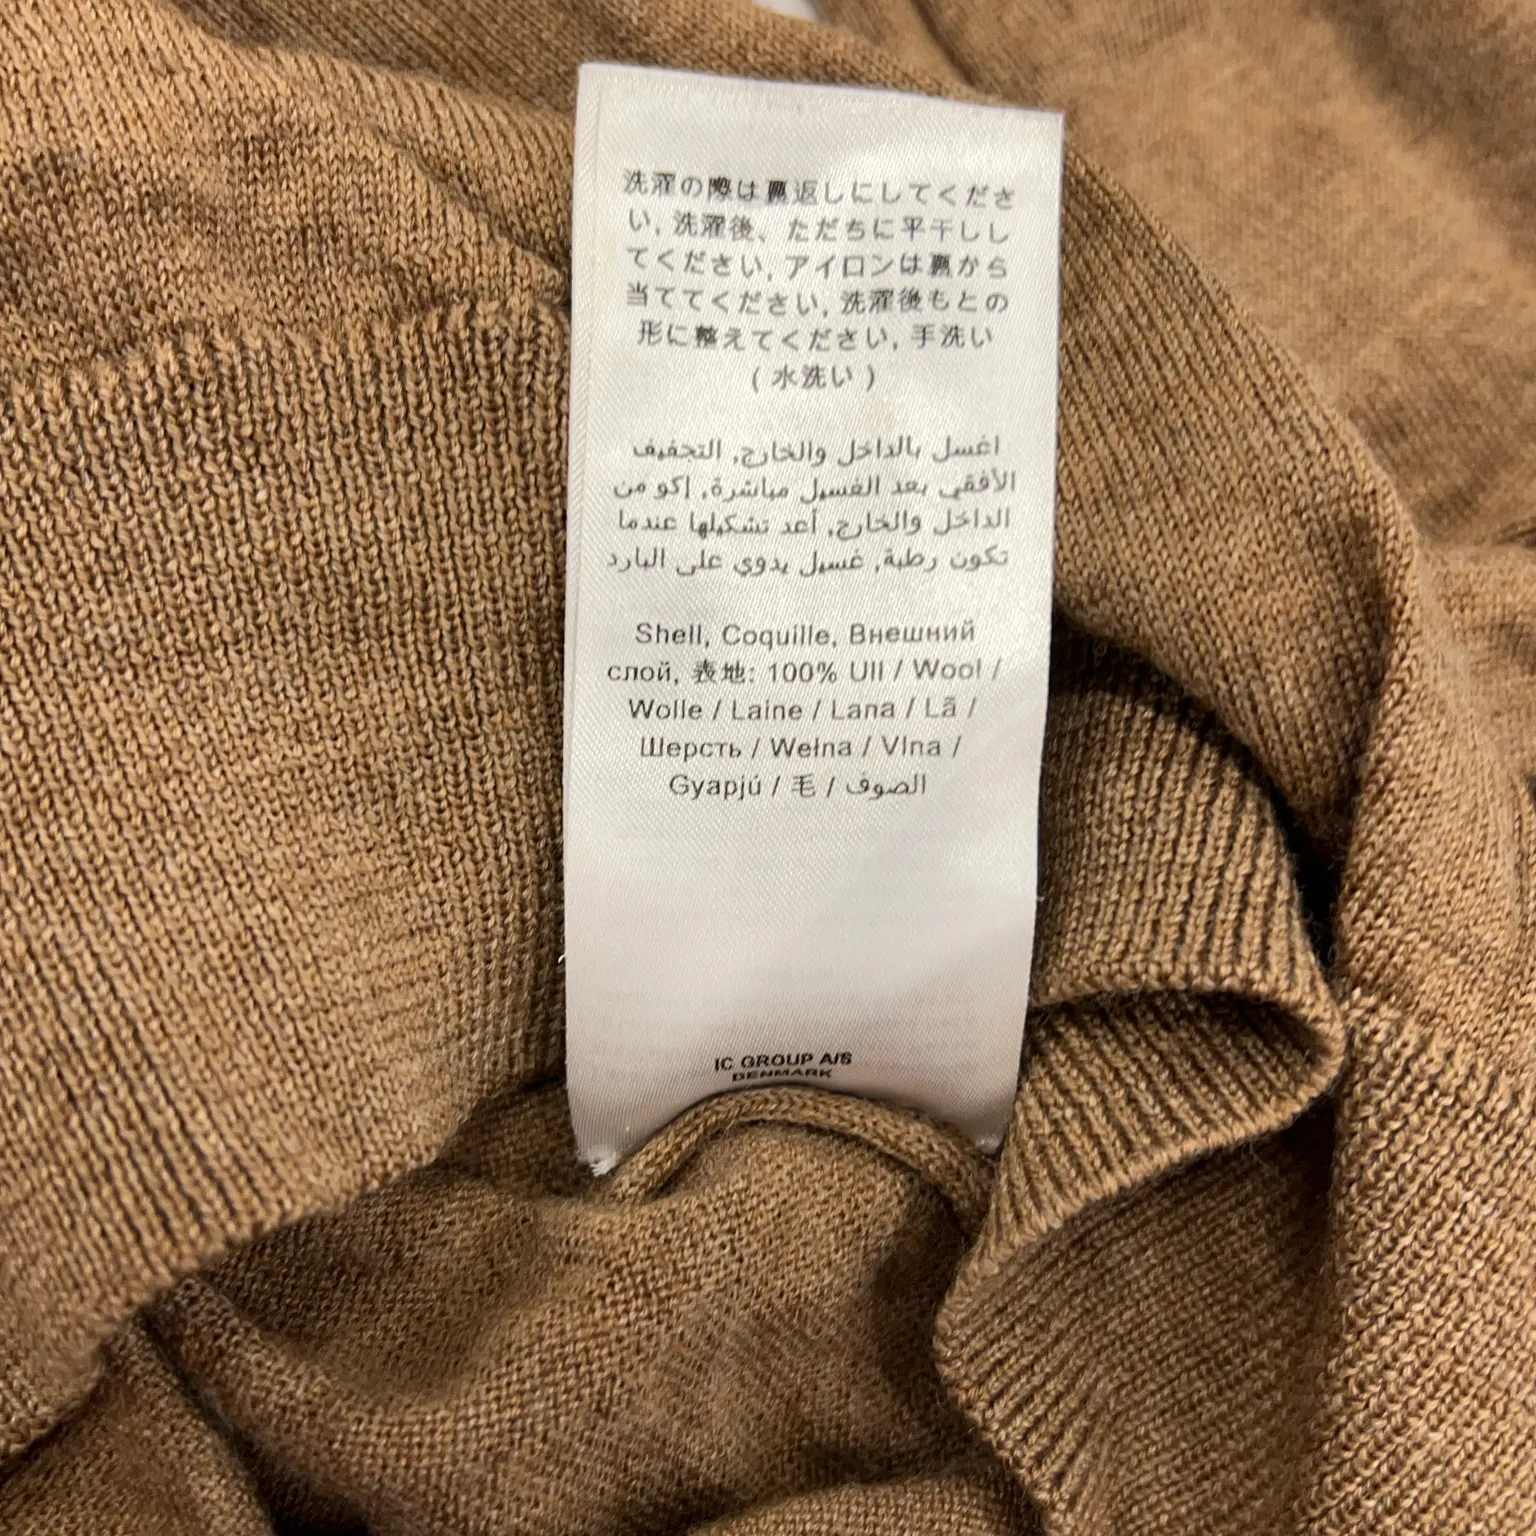 洗濯の際は裏返しにしてくださ
い, 洗濯後、ただちに平干しし
てください, アイロンは裏から
当ててください, 洗濯後もとの
形に整えてください, 手洗い
( 水洗い )
اغسل بالداخل والخارج, التجفيف
الأفقي بعد الغسيل مباشرة, إكو من
الداخل والخارج, أعد تشكيلها عندما
تكون رطبة, غسيل يدوي على البارد
Shell, Coquille, Внешний
слой, 表地: 100% Ull / Wool /
Wolle / Laine / Lana / Lã /
Шерсть / Wełna / Vlna /
Gyapjú / 毛 / الصوف
IC GROUP A/S
DENMARK